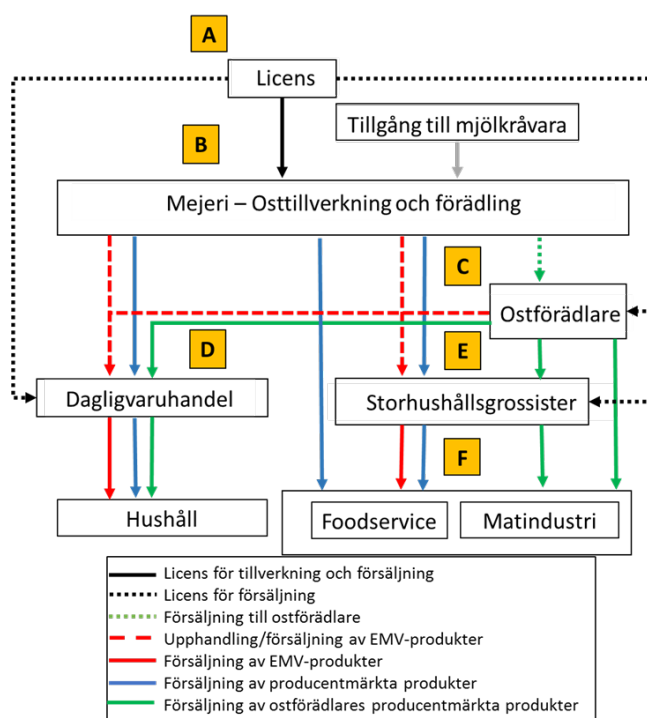 A
Licens
Tillgång till mjölkråvara
B
Mejeri – Osttillverkning och förädling
C
Ostförädlare
D
E
Dagligvaruhandel
Storhushållsgrossister
F
Hushåll
Foodservice
Matindustri
Licens för tillverkning och försäljning
Licens för försäljning
Försäljning till ostförädlare
Upphandling/försäljning av EMV-produkter
Försäljning av EMV-produkter
Försäljning av producentmärkta produkter
Försäljning av ostförädlares producentmärkta produkter